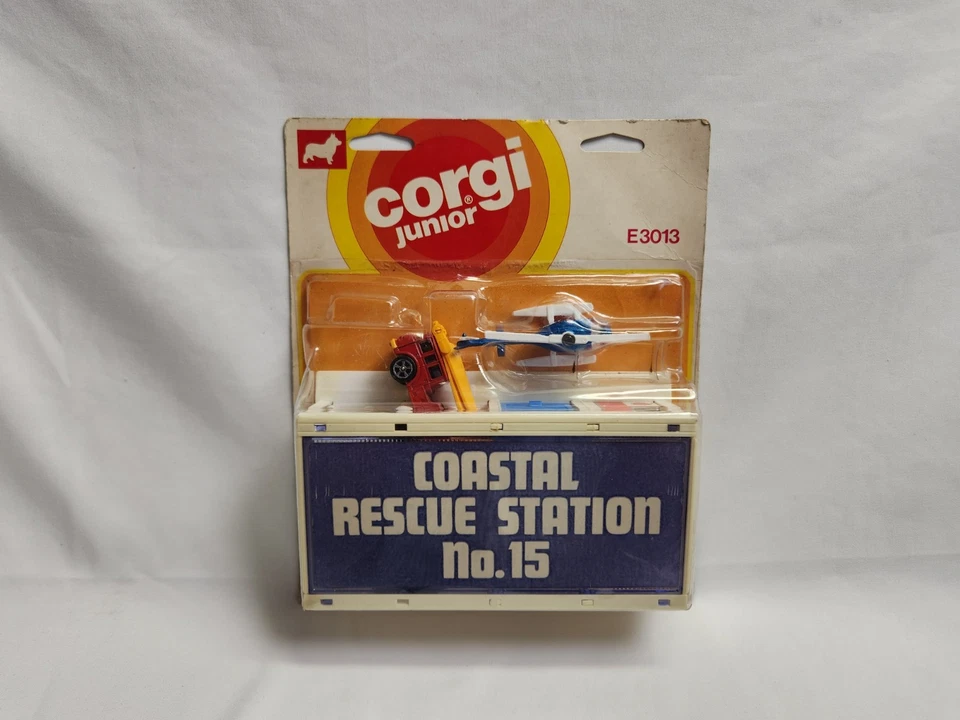 corgi®
junior
E3013
COASTAL
RESCUE STATION
No.15